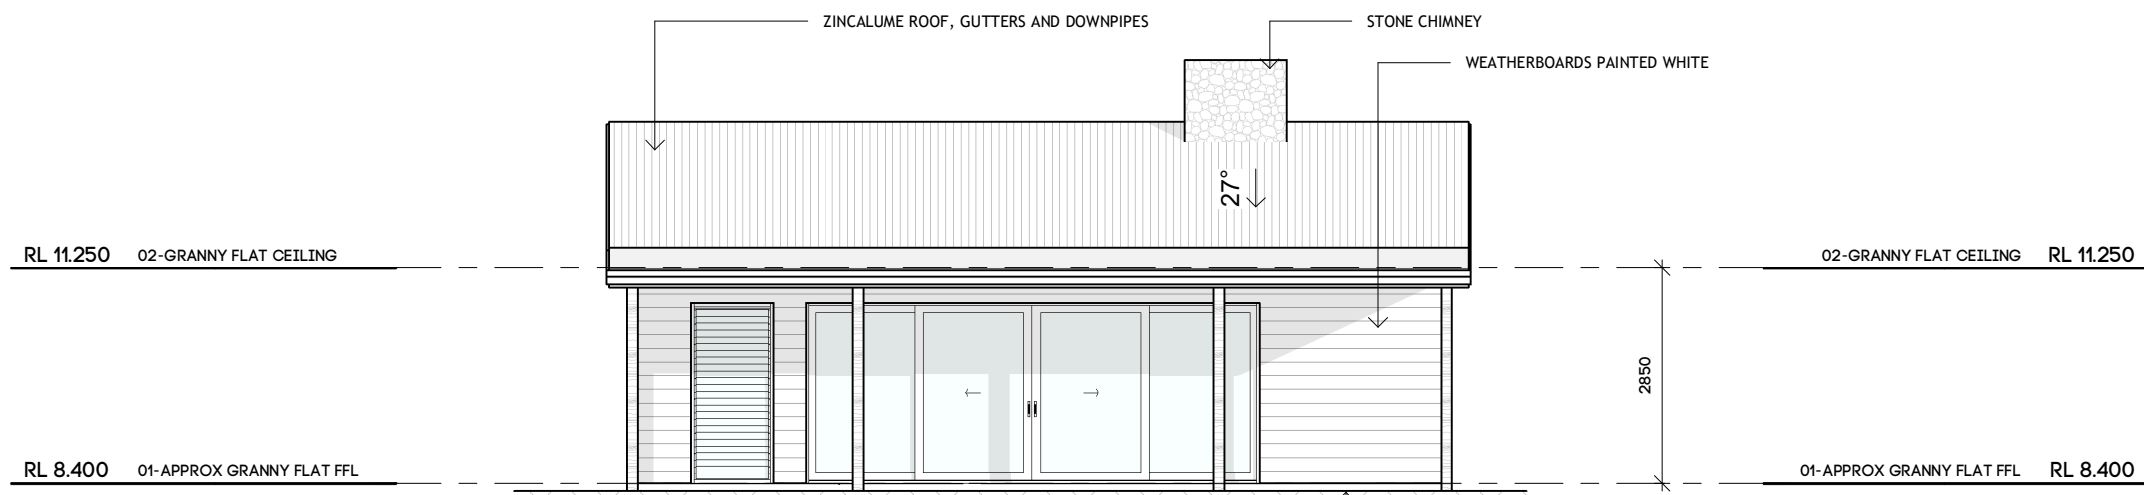 ZINCALUME ROOF, GUTTERS AND DOWNPIPES
STONE CHIMNEY
WEATHERBOARDS PAINTED WHITE
27°
RL 11.250 02-GRANNY FLAT CEILING
02-GRANNY FLAT CEILING RL 11.250
2850
RL 8.400 01-APPROX GRANNY FLAT FFL
01-APPROX GRANNY FLAT FFL RL 8.400